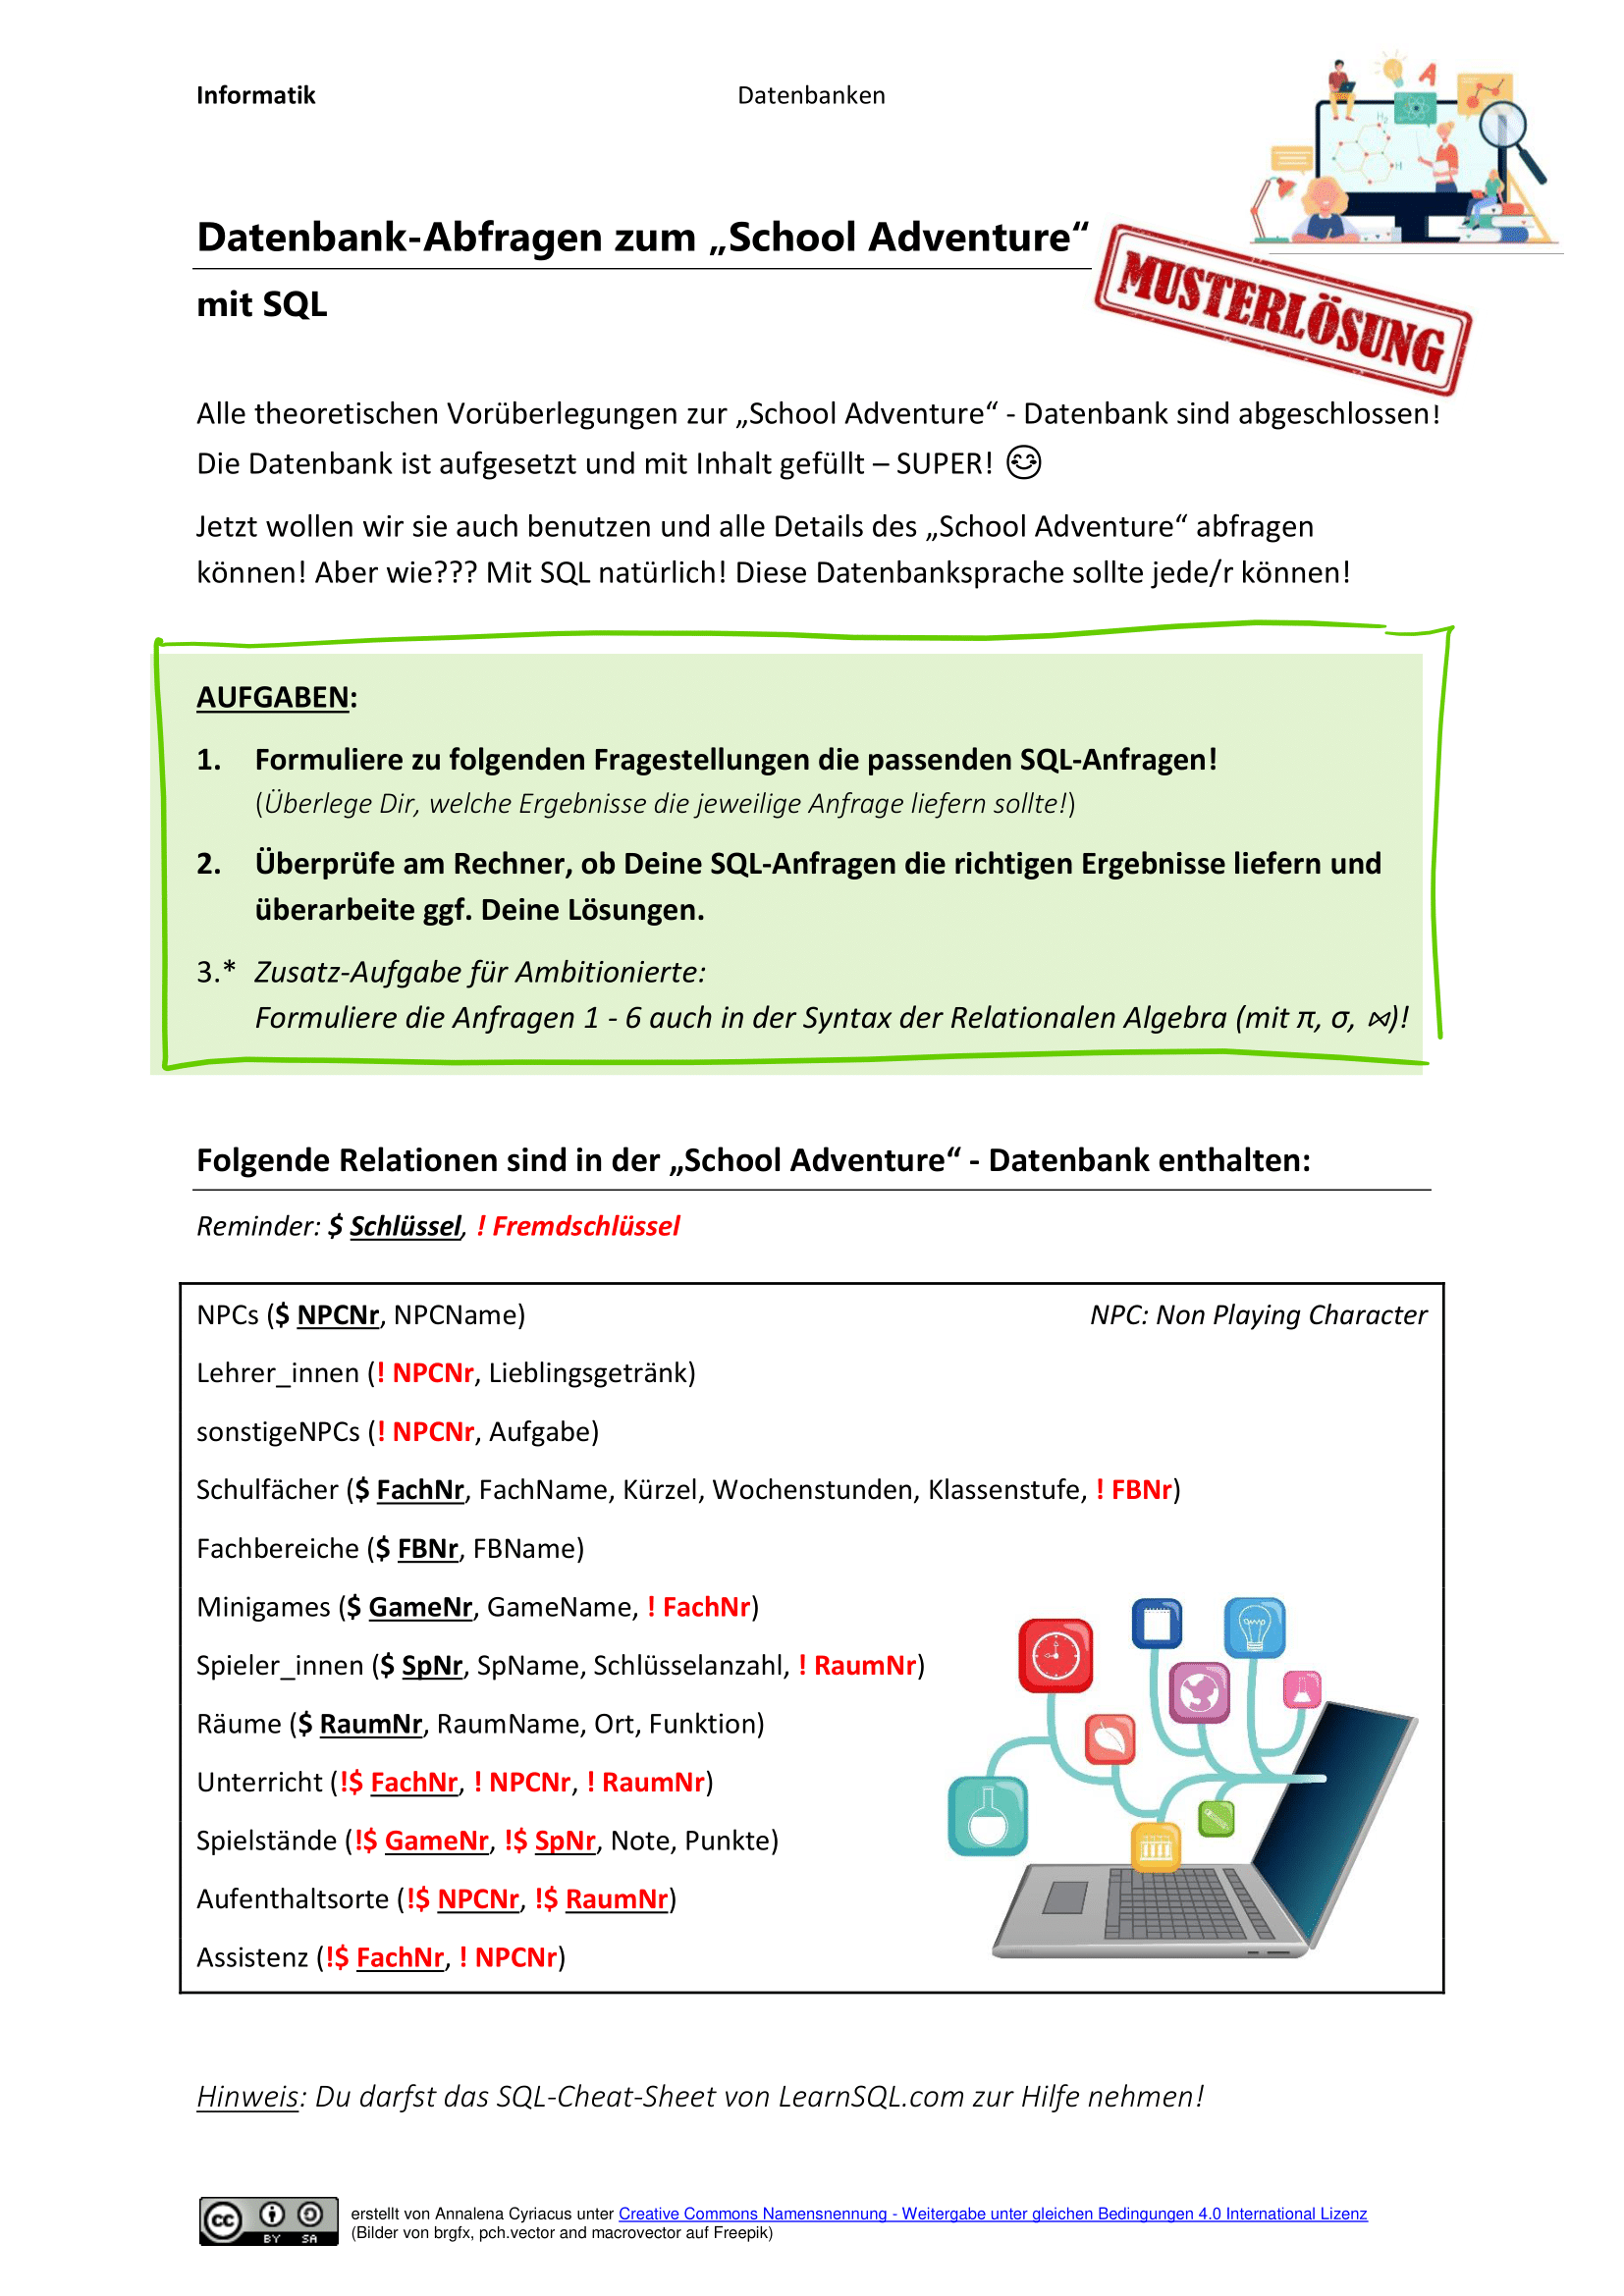 Informatik
Datenbanken
Datenbank-Abfragen zum „School Adventure“
mit SQL
MUSTERLÖSUNG
Alle theoretischen Vorüberlegungen zur „School Adventure“ - Datenbank sind abgeschlossen!
Die Datenbank ist aufgesetzt und mit Inhalt gefüllt – SUPER! 😊
Jetzt wollen wir sie auch benutzen und alle Details des „School Adventure“ abfragen
können! Aber wie??? Mit SQL natürlich! Diese Datenbanksprache sollte jede/r können!
AUFGABEN:
1. Formuliere zu folgenden Fragestellungen die passenden SQL-Anfragen!
(Überlege Dir, welche Ergebnisse die jeweilige Anfrage liefern sollte!)
2. Überprüfe am Rechner, ob Deine SQL-Anfragen die richtigen Ergebnisse liefern und
überarbeite ggf. Deine Lösungen.
3.* Zusatz-Aufgabe für Ambitionierte:
Formuliere die Anfragen 1 - 6 auch in der Syntax der Relationalen Algebra (mit π, σ, ⋈)!
Folgende Relationen sind in der „School Adventure“ - Datenbank enthalten:
Reminder: $ Schlüssel, ! Fremdschlüssel
NPCs ($ NPCNr, NPCName) NPC: Non Playing Character
Lehrer_innen (! NPCNr, Lieblingsgetränk)
sonstigeNPCs (! NPCNr, Aufgabe)
Schulfächer ($ FachNr, FachName, Kürzel, Wochenstunden, Klassenstufe, ! FBNr)
Fachbereiche ($ FBNr, FBName)
Minigames ($ GameNr, GameName, ! FachNr)
Spieler_innen ($ SpNr, SpName, Schlüsselanzahl, ! RaumNr)
Räume ($ RaumNr, RaumName, Ort, Funktion)
Unterricht (!$ FachNr, ! NPCNr, ! RaumNr)
Spielstände (!$ GameNr, !$ SpNr, Note, Punkte)
Aufenthaltsorte (!$ NPCNr, !$ RaumNr)
Assistenz (!$ FachNr, ! NPCNr)
Hinweis: Du darfst das SQL-Cheat-Sheet von LearnSQL.com zur Hilfe nehmen!
cc BY SA
erstellt von Annalena Cyriacus unter Creative Commons Namensnennung - Weitergabe unter gleichen Bedingungen 4.0 International Lizenz
(Bilder von brgfx, pch.vector and macrovector auf Freepik)